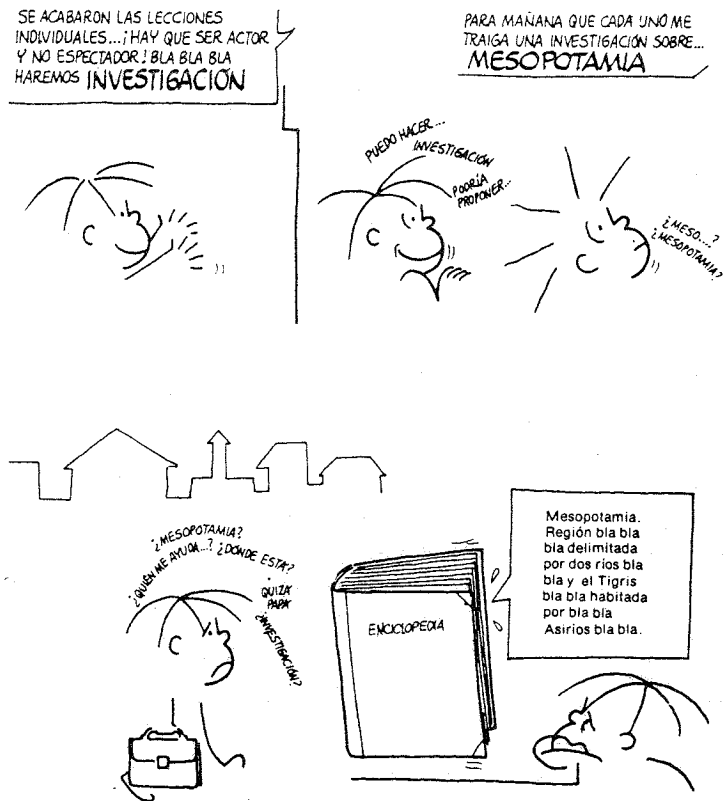 SE ACABARON LAS LECCIONES
INDIVIDUALES...¡HAY QUE SER ACTOR
Y NO ESPECTADOR! BLA BLA BLA
HAREMOS INVESTIGACIÓN
PARA MAÑANA QUE CADA UNO ME
TRAIGA UNA INVESTIGACIÓN SOBRE...
MESOPOTAMIA
PUEDO HACER...
INVESTIGACIÓN
PODRÍA
PROPONER...
¿MESO....?
¿MESOPOTAMIA?
¿MESOPOTAMIA?
¿QUIÉN ME AYUDA...? ¿DÓNDE ESTA?
QUIZA
PAPA
¿INVESTIGACIÓN?
ENCICLOPEDIA
Mesopotamia.
Región bla bla
bla delimitada
por dos ríos bla
bla y el Tigris
bla bla habitada
por bla bla
Asirios bla bla.